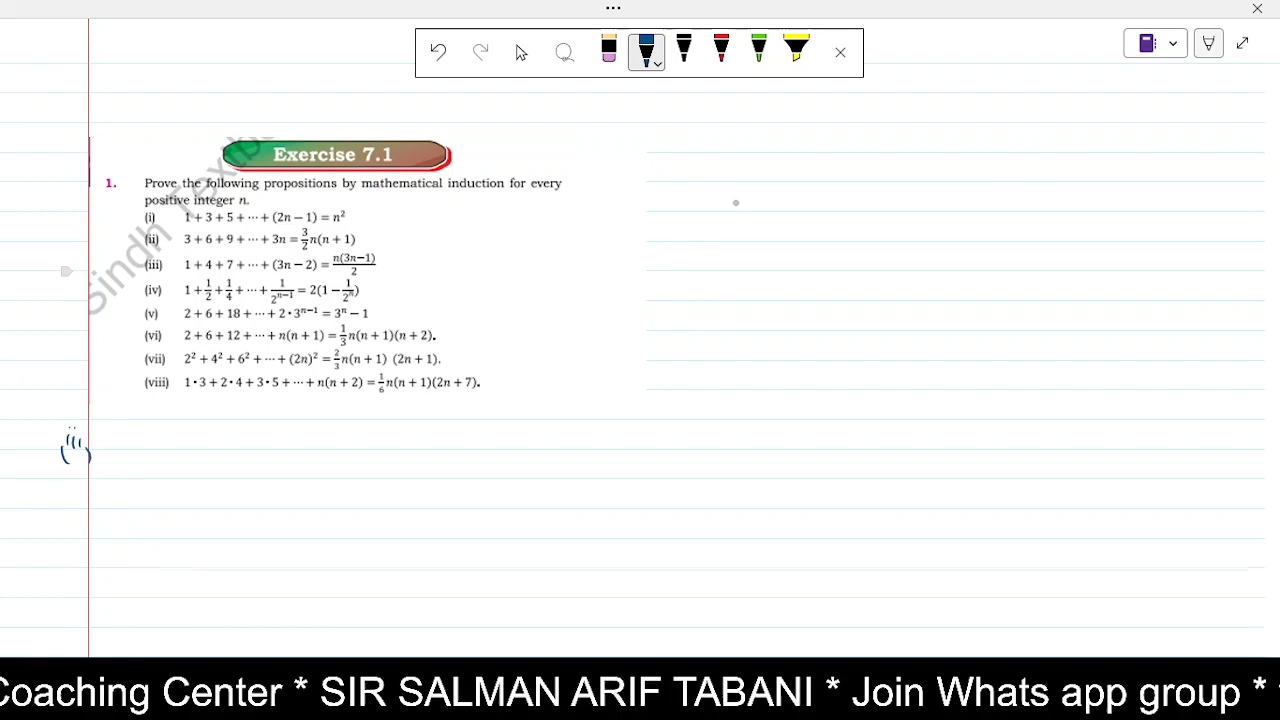 Exercise 7.1
1. Prove the following propositions by mathematical induction for every
positive integer n.
(i) 1 + 3 + 5 + ⋯ + (2n − 1) = n²
(ii) 3 + 6 + 9 + ⋯ + 3n = 3/2 n(n + 1)
(iii) 1 + 4 + 7 + ⋯ + (3n − 2) = n(3n−1)/2
(iv) 1 + 1/2 + 1/4 + ⋯ + 1/2ⁿ⁻¹ = 2(1 − 1/2ⁿ)
(v) 2 + 6 + 18 + ⋯ + 2 • 3ⁿ⁻¹ = 3ⁿ − 1
(vi) 2 + 6 + 12 + ⋯ + n(n + 1) = 1/3 n(n + 1)(n + 2).
(vii) 2² + 4² + 6² + ⋯ + (2n)² = 2/3 n(n + 1) (2n + 1).
(viii) 1 • 3 + 2 • 4 + 3 • 5 + ⋯ + n(n + 2) = 1/6 n(n + 1)(2n + 7).
Sindh
(iii)
Coaching Center * SIR SALMAN ARIF TABANI * Join Whats app group *